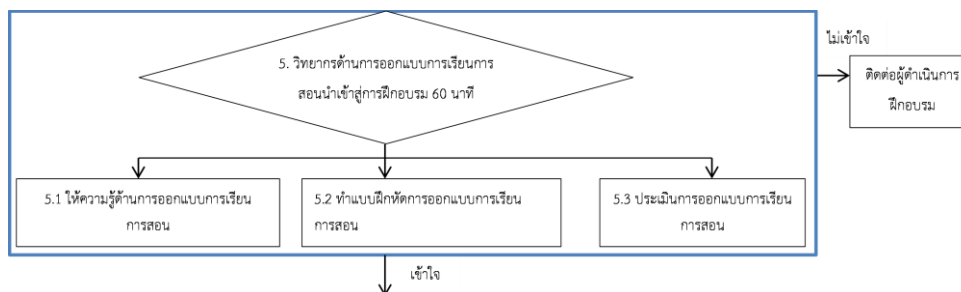 ไม่เข้าใจ
5. วิทยากรด้านการออกแบบการเรียนการ
สอนนำเข้าสู่การฝึกอบรม 60 นาที
ติดต่อผู้ดำเนินการ
ฝึกอบรม
5.1 ให้ความรู้ด้านการออกแบบการเรียน
การสอน
5.2 ทำแบบฝึกหัดการออกแบบการเรียน
การสอน
5.3 ประเมินการออกแบบการเรียน
การสอน
เข้าใจ